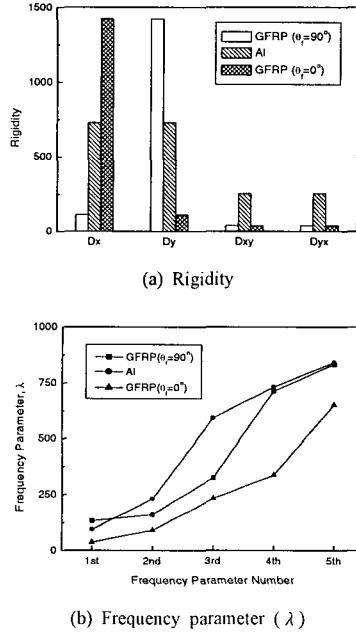 1500
1000
500
0
Rigidity
GFRP (θf=90°)
Al
GFRP (θf=0°)
Dx
Dy
Dxy
Dyx
(a) Rigidity
1000
750
500
250
0
Frequency Parameter, λ
GFRP(θf=90°)
Al
GFRP(θf=0°)
1st
2nd
3rd
4th
5th
Frequency Parameter Number
(b) Frequency parameter ( λ )